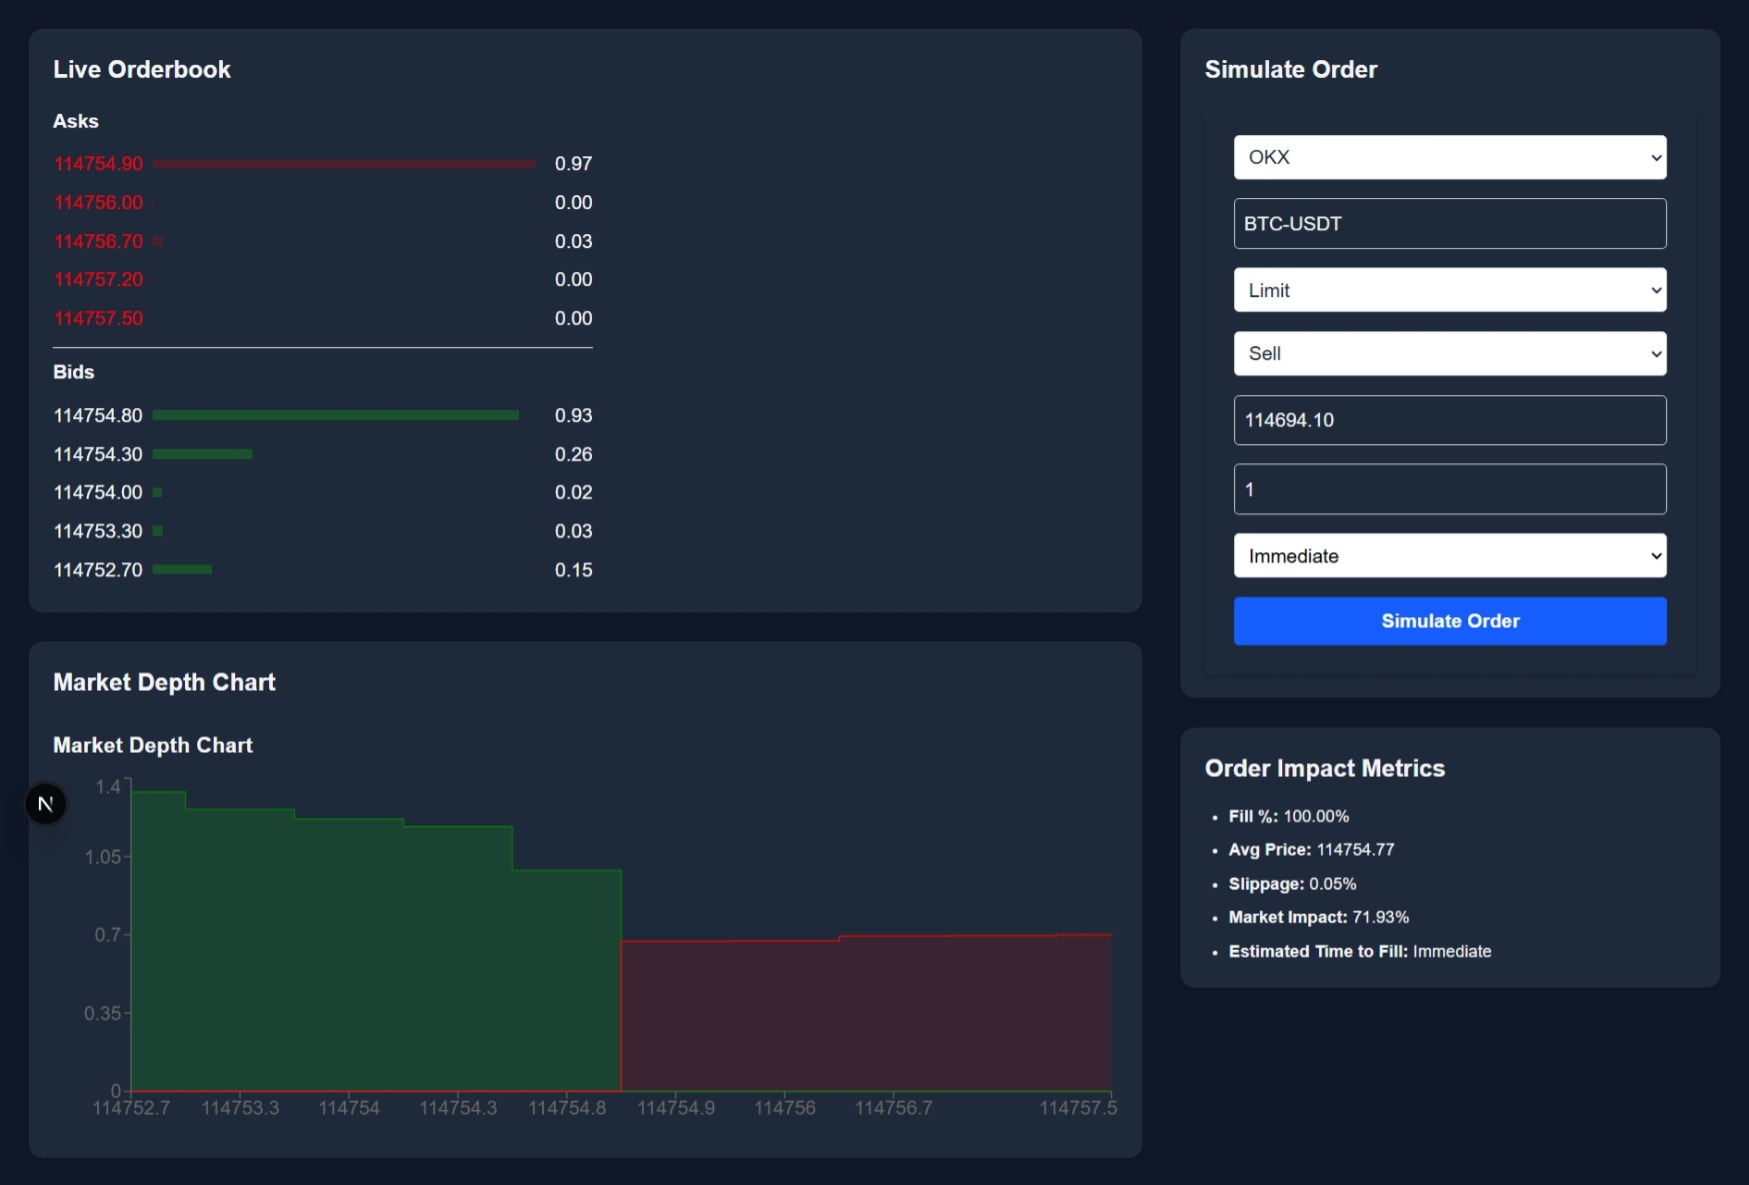 Live Orderbook
Asks
114754.90 0.97
114756.00 0.00
114756.70 0.03
114757.20 0.00
114757.50 0.00
Bids
114754.80 0.93
114754.30 0.26
114754.00 0.02
114753.30 0.03
114752.70 0.15
Market Depth Chart
Market Depth Chart
1.4
1.05
0.7
0.35
0
114752.7 114753.3 114754 114754.3 114754.8 114754.9 114756 114756.7 114757.5
N
Simulate Order
OKX
BTC-USDT
Limit
Sell
114694.10
1
Immediate
Simulate Order
Order Impact Metrics
• Fill %: 100.00%
• Avg Price: 114754.77
• Slippage: 0.05%
• Market Impact: 71.93%
• Estimated Time to Fill: Immediate